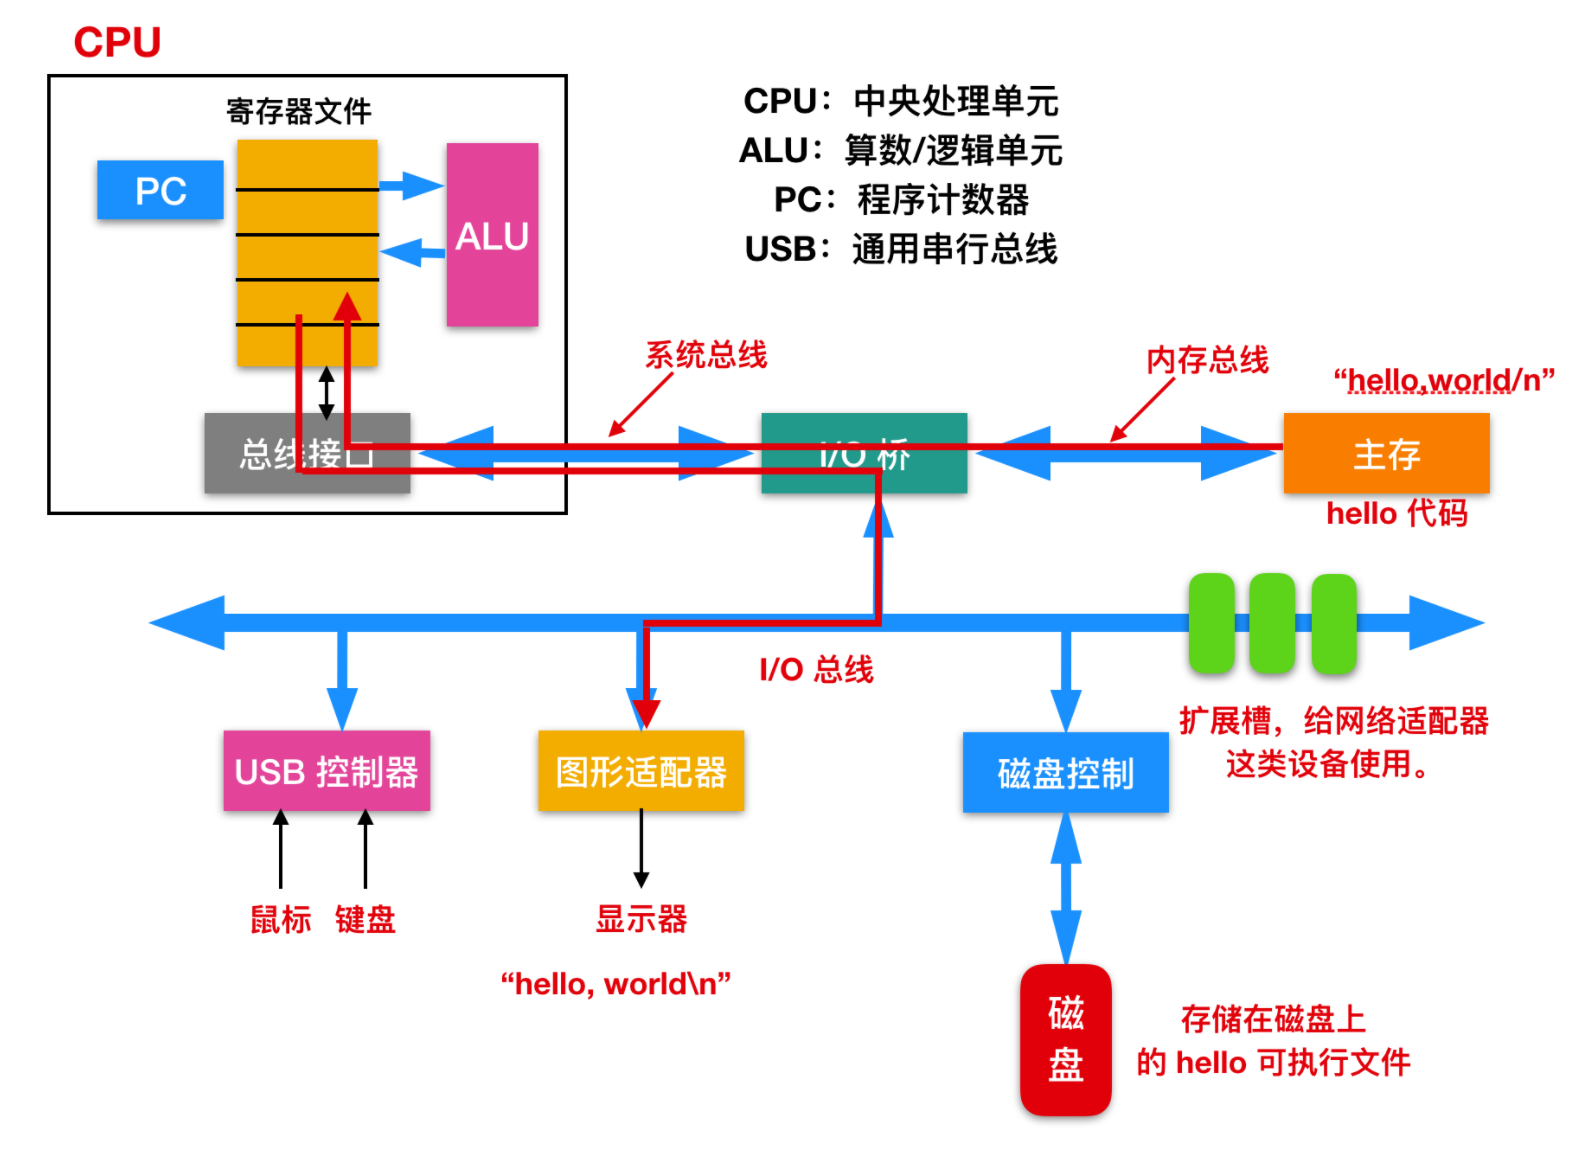 CPU
寄存器文件
PC
ALU
CPU：中央处理单元
ALU：算数/逻辑单元
PC：程序计数器
USB：通用串行总线
系统总线
内存总线
“hello,world/n”
总线接口
I/O 桥
主存
hello 代码
I/O 总线
扩展槽，给网络适配器
这类设备使用。
USB 控制器
图形适配器
磁盘控制
鼠标
键盘
显示器
“hello, world\n”
磁
盘
存储在磁盘上
的 hello 可执行文件